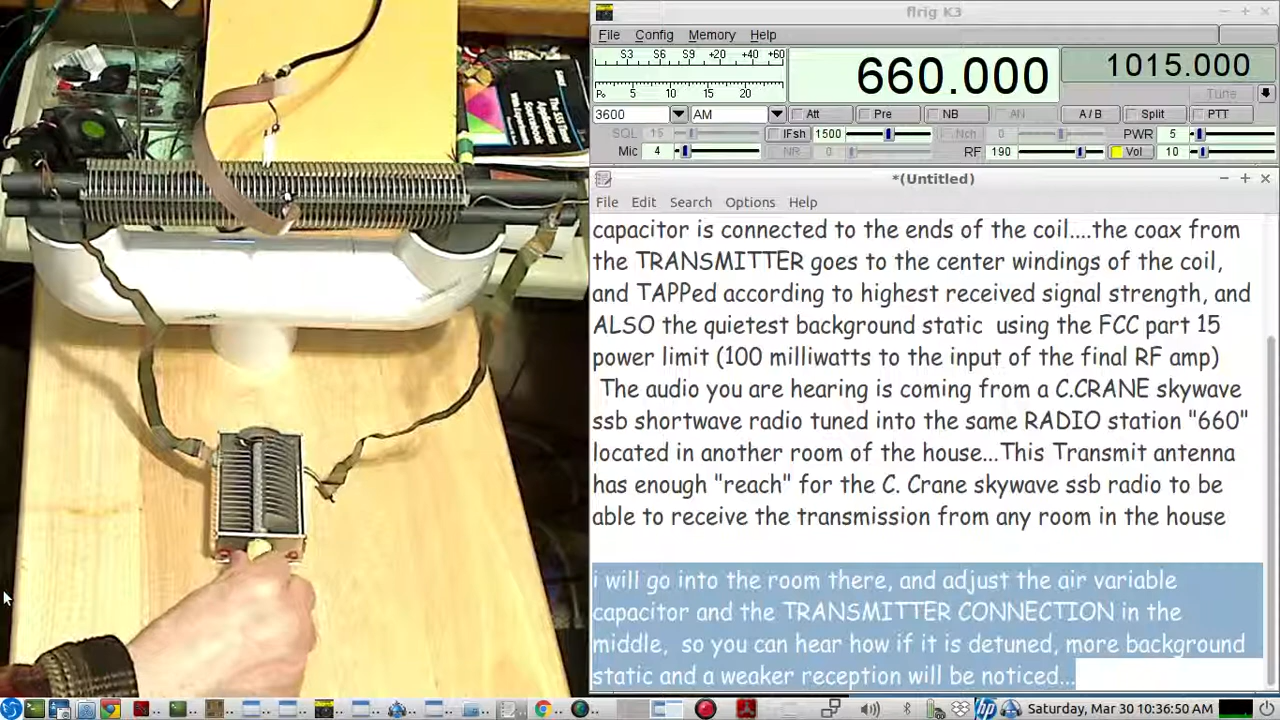 flrig K3
File Config Memory Help
S3 S6 S9 +20 +40 +60
Po 5 10 15 20
660.000
1015.000
Tune
3600 AM Att Pre NB AN A / B Split PTT
SQL 15 IFsh 1500 Nch 0 PWR 5
Mic 4 NR 0 RF 190 Vol 10
*(Untitled)
File Edit Search Options Help
capacitor is connected to the ends of the coil....the coax from
the TRANSMITTER goes to the center windings of the coil,
and TAPPed according to highest received signal strength, and
ALSO the quietest background static using the FCC part 15
power limit (100 milliwatts to the input of the final RF amp)
The audio you are hearing is coming from a C.CRANE skywave
ssb shortwave radio tuned into the same RADIO station "660"
located in another room of the house...This Transmit antenna
has enough "reach" for the C. Crane skywave ssb radio to be
able to receive the transmission from any room in the house
i will go into the room there, and adjust the air variable
capacitor and the TRANSMITTER CONNECTION in the
middle, so you can hear how if it is detuned, more background
static and a weaker reception will be noticed...
Saturday, Mar 30 10:36:50 AM